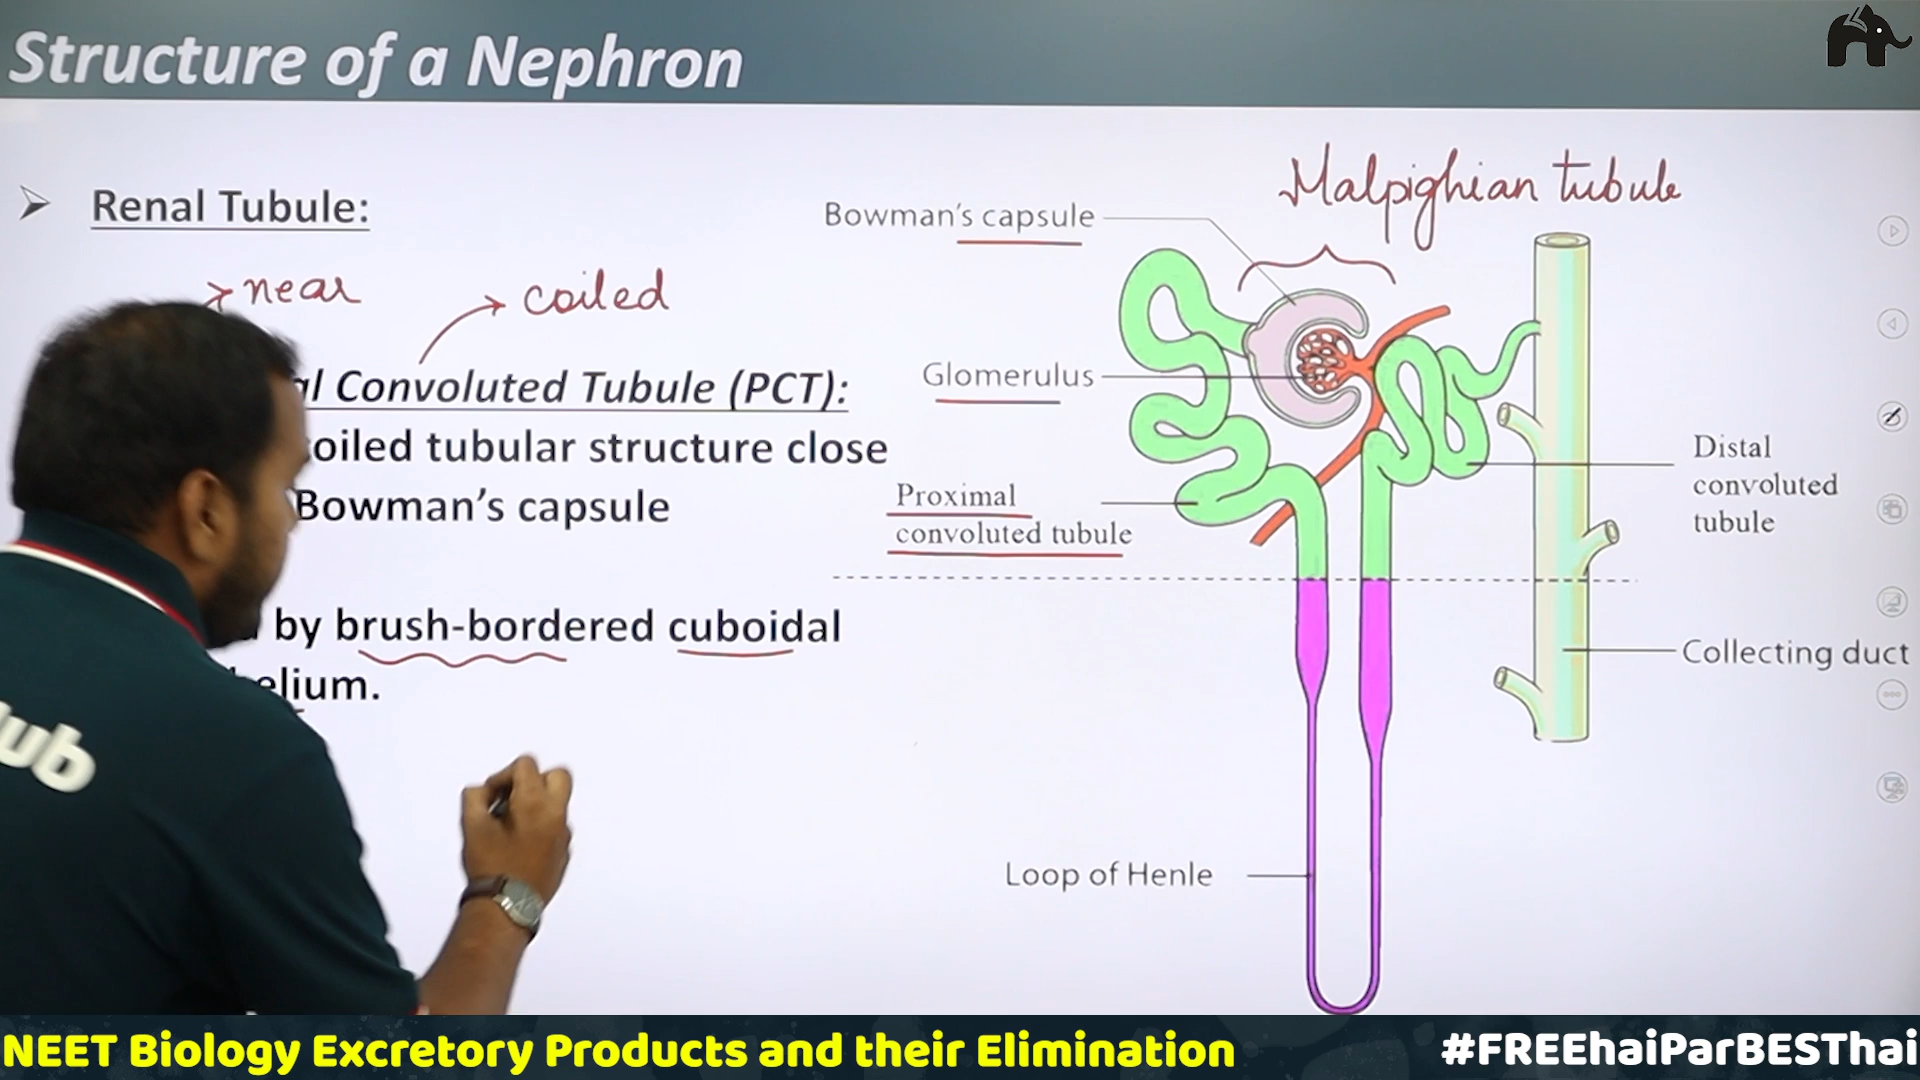 Structure of a Nephron
Renal Tubule:
near
coiled
Convoluted Tubule (PCT):
coiled tubular structure close
Bowman's capsule
by brush-bordered cuboidal
Malpighian tubule
Bowman's capsule
Glomerulus
Proximal
convoluted tubule
Distal
convoluted
tubule
Collecting duct
Loop of Henle
NEET Biology Excretory Products and their Elimination
#FREEhaiParBESThai